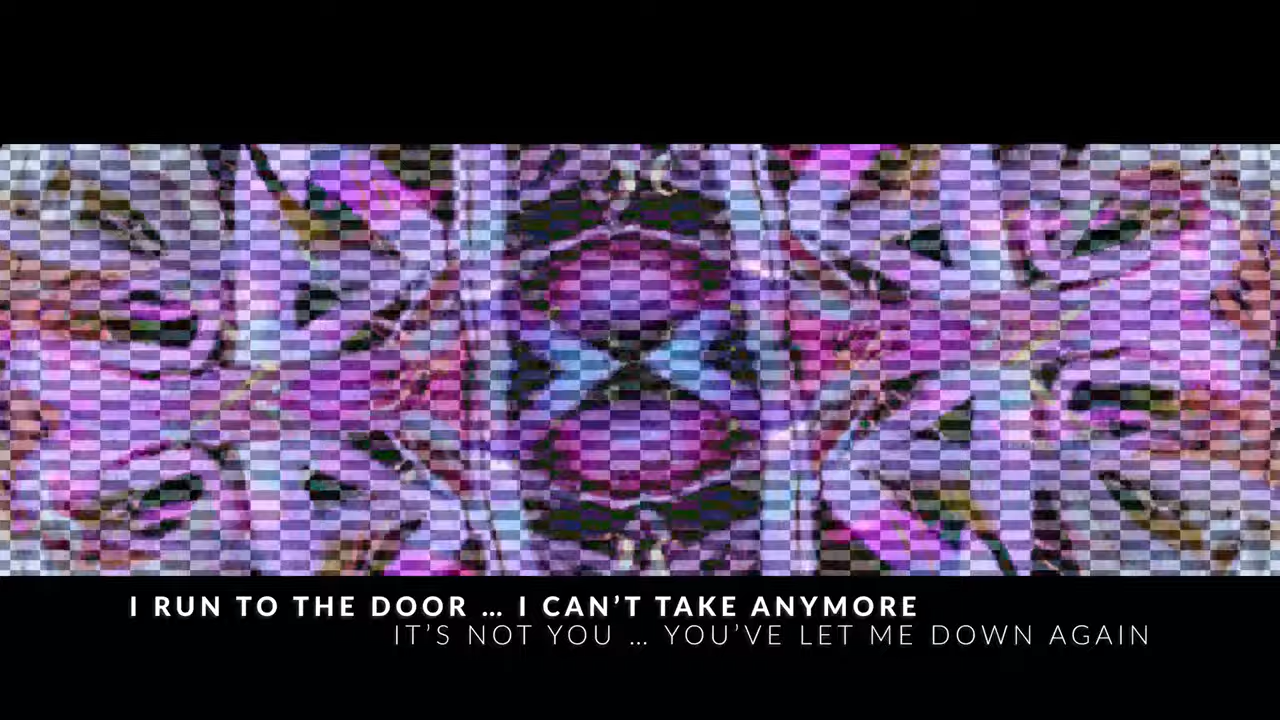 I RUN TO THE DOOR … I CAN’T TAKE ANYMORE
IT’S NOT YOU … YOU’VE LET ME DOWN AGAIN